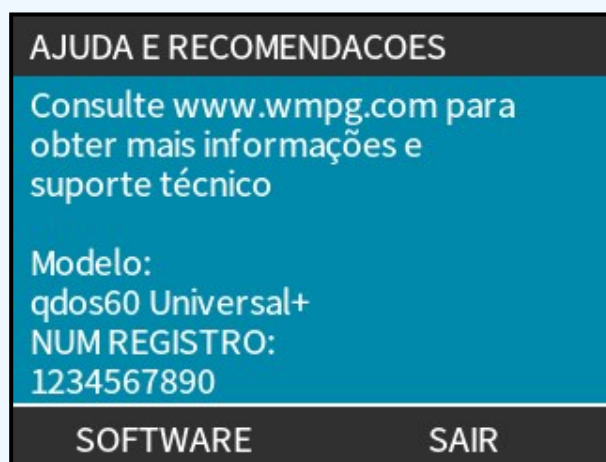 AJUDA E RECOMENDACOES
Consulte www.wmpg.com para
obter mais informações e
suporte técnico
Modelo:
qdos60 Universal+
NUM REGISTRO:
1234567890
SOFTWARE SAIR